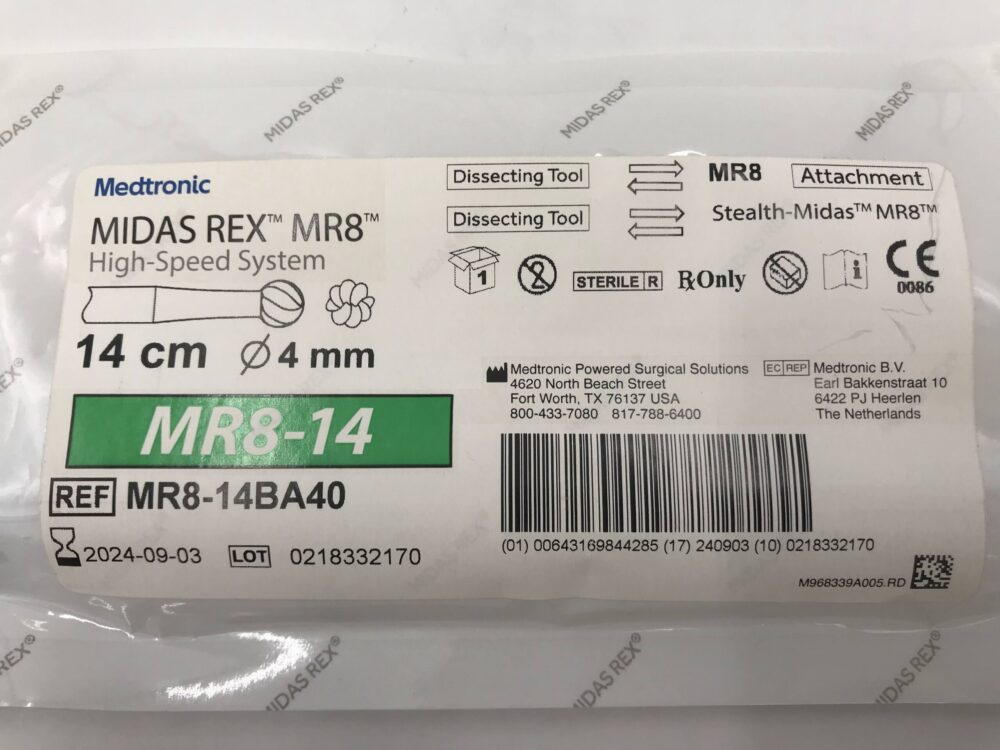 MIDAS REX®
MIDAS REX®
MIDAS REX®
MIDAS REX®
Medtronic
MIDAS REX™ MR8™
High-Speed System
14 cm ⌀ 4 mm
MR8-14
REF MR8-14BA40
2024-09-03 LOT 0218332170
Dissecting Tool MR8 Attachment
Dissecting Tool Stealth-Midas™ MR8™
1 2 STERILE R RxOnly i CE
0086
Medtronic Powered Surgical Solutions
4620 North Beach Street
Fort Worth, TX 76137 USA
800-433-7080 817-788-6400
EC REP Medtronic B.V.
Earl Bakkenstraat 10
6422 PJ Heerlen
The Netherlands
(01) 00643169844285 (17) 240903 (10) 0218332170
M968339A005.RD
REX®
REX®
MIDAS REX®
MIDAS REX®
MIDAS REX®